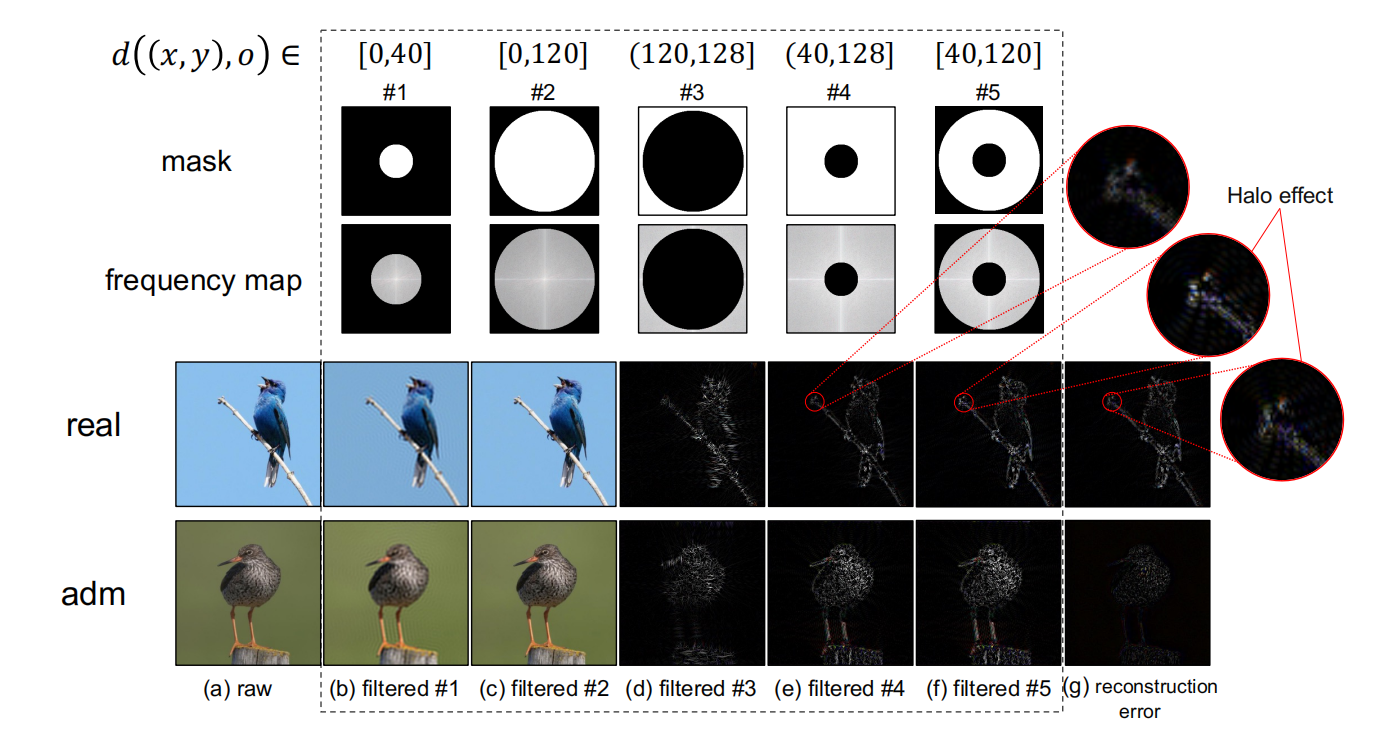 d((x, y), o) ∈ [0,40] [0,120] (120,128] (40,128] [40,120]
#1 #2 #3 #4 #5
mask
Halo effect
frequency map
real
adm
(a) raw (b) filtered #1 (c) filtered #2 (d) filtered #3 (e) filtered #4 (f) filtered #5 (g) reconstruction
error